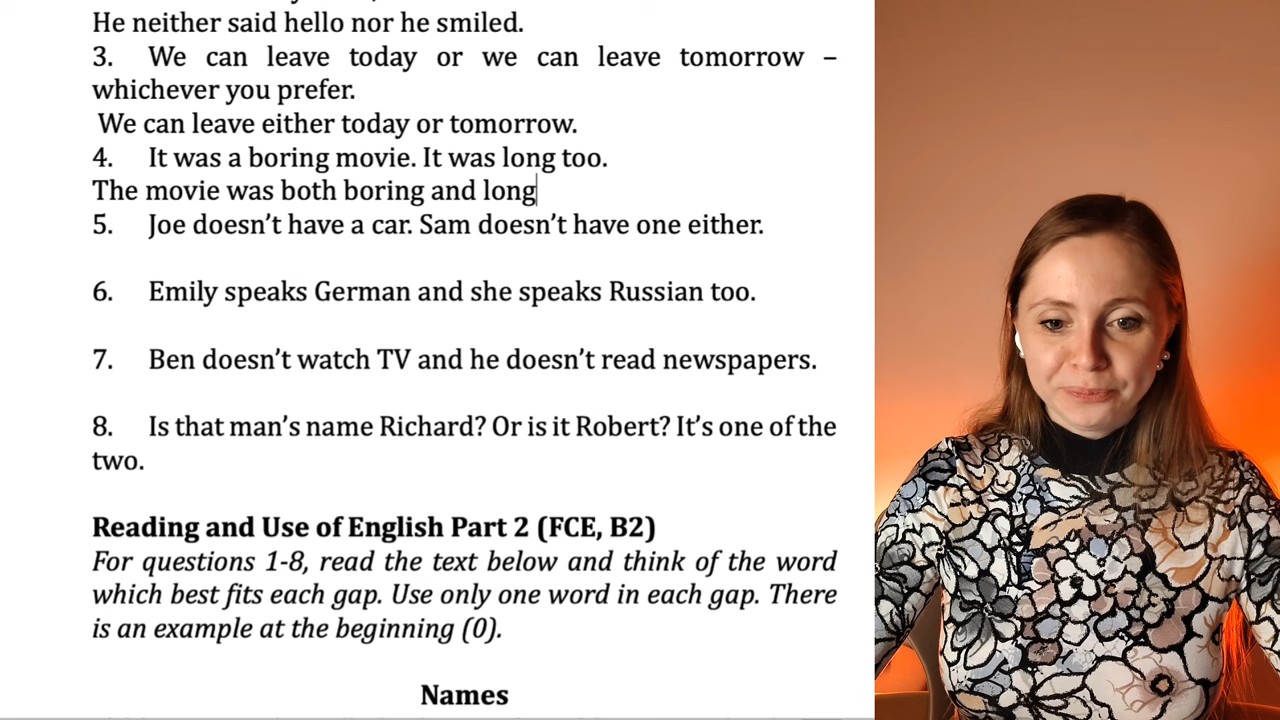 He neither said hello nor he smiled.
3. We can leave today or we can leave tomorrow –
whichever you prefer.
We can leave either today or tomorrow.
4. It was a boring movie. It was long too.
The movie was both boring and long
5. Joe doesn’t have a car. Sam doesn’t have one either.
6. Emily speaks German and she speaks Russian too.
7. Ben doesn’t watch TV and he doesn’t read newspapers.
8. Is that man’s name Richard? Or is it Robert? It’s one of the
two.
Reading and Use of English Part 2 (FCE, B2)
For questions 1-8, read the text below and think of the word
which best fits each gap. Use only one word in each gap. There
is an example at the beginning (0).
Names